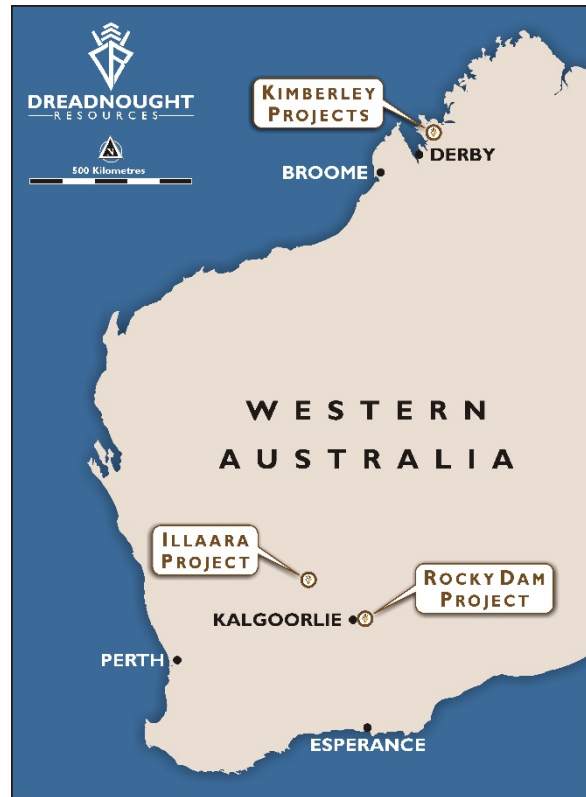 DREADNOUGHT
RESOURCES
N
500 Kilometres
KIMBERLEY
PROJECTS
DERBY
BROOME
WESTERN
AUSTRALIA
ILLAARA
PROJECT
ROCKY DAM
PROJECT
KALGOORLIE
PERTH
ESPERANCE